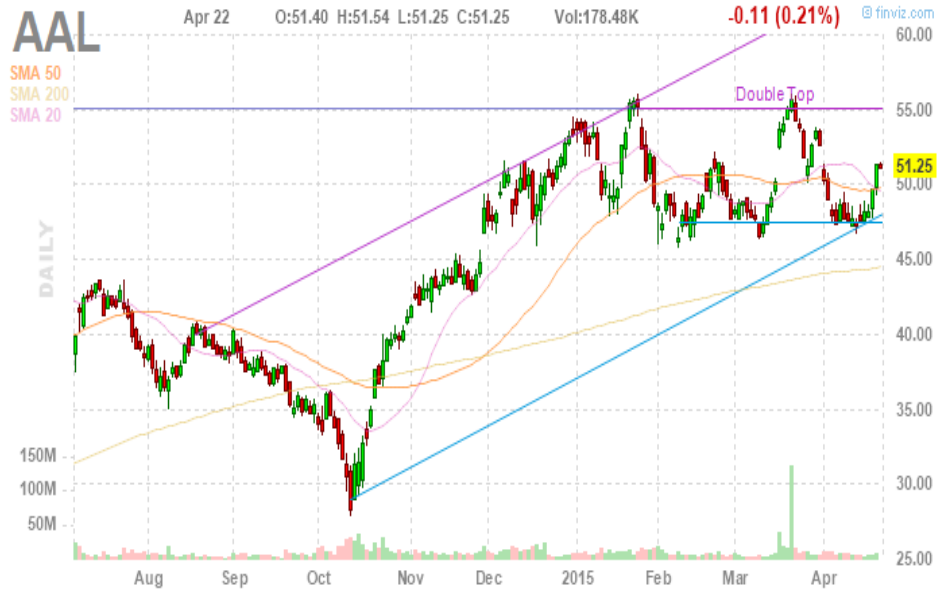 AAL Apr 22 O:51.40 H:51.54 L:51.25 C:51.25 Vol:178.48K -0.11 (0.21%) © finviz.com
SMA 50
SMA 200
SMA 20
DAILY
Double Top
60.00
55.00
51.25
50.00
45.00
40.00
35.00
30.00
25.00
150M
100M
50M
Aug Sep Oct Nov Dec 2015 Feb Mar Apr